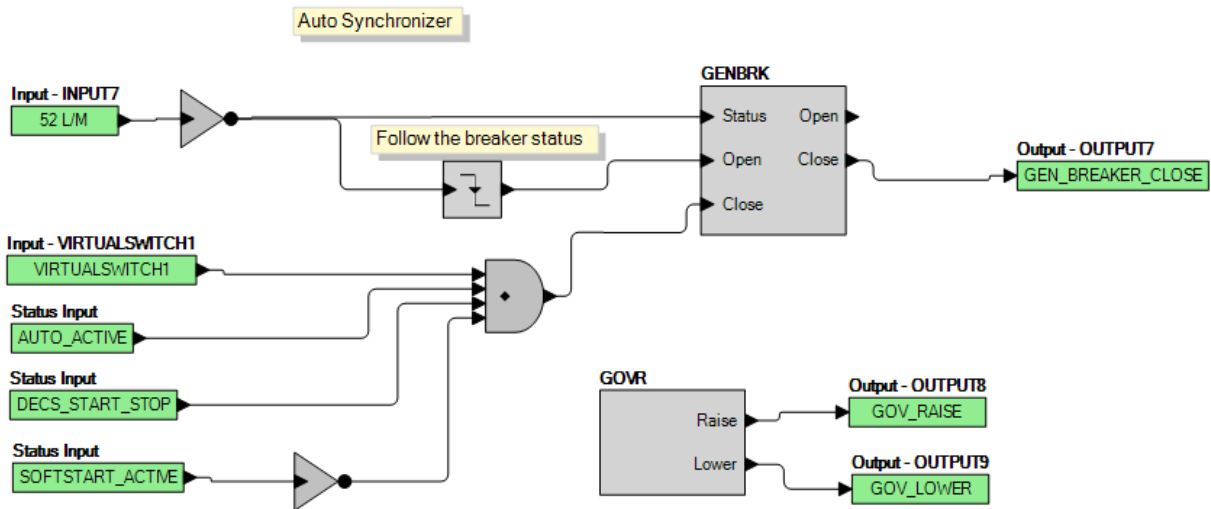 Auto Synchronizer
GENBRK
Input - INPUT7
52 L/M
Status Open
Follow the breaker status
Open Close
Output - OUTPUT7
GEN_BREAKER_CLOSE
Close
Input - VIRTUALSWITCH1
VIRTUALSWITCH1
Status Input
AUTO_ACTIVE
Status Input
DECS_START_STOP
GOVR
Output - OUTPUT8
Raise
GOV_RAISE
Status Input
SOFTSTART_ACTIVE
Lower
Output - OUTPUT9
GOV_LOWER